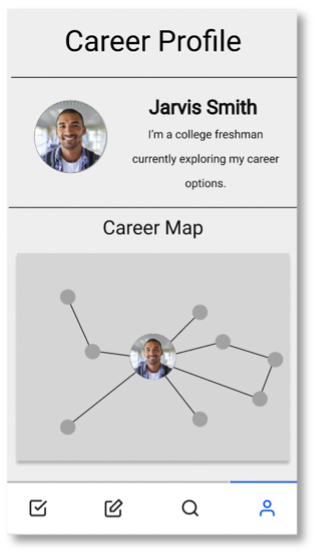 Career Profile
Jarvis Smith
I'm a college freshman
currently exploring my career
options.
Career Map